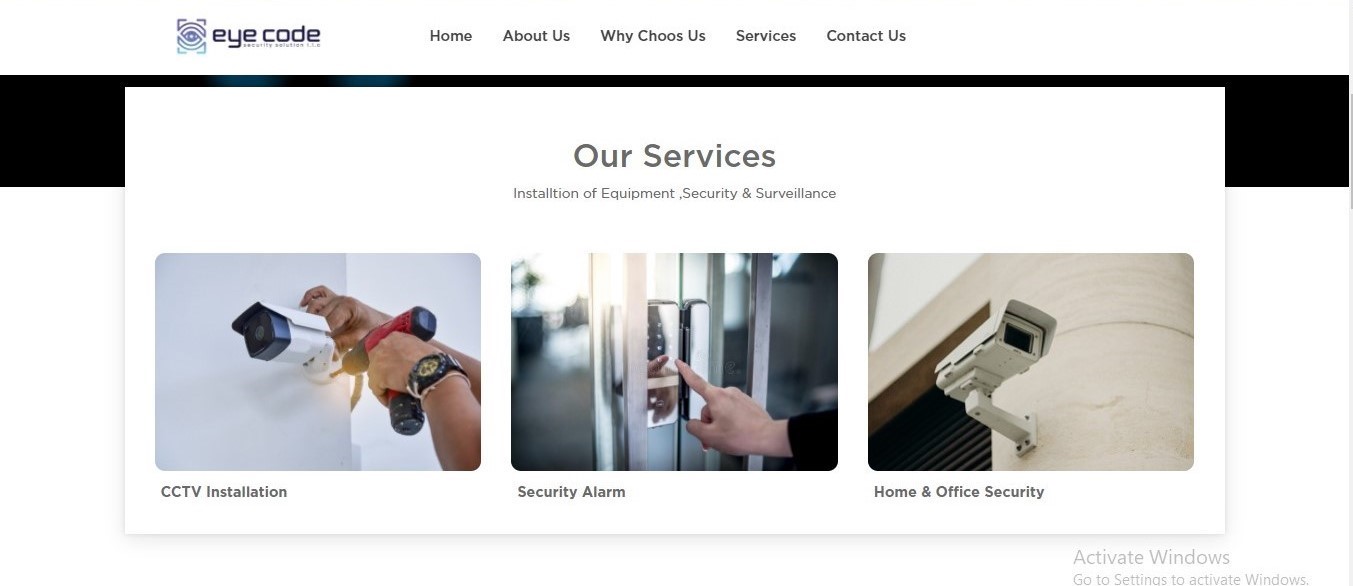 eye code
security solution l.l.c
Home About Us Why Choos Us Services Contact Us
Our Services
Installtion of Equipment ,Security & Surveillance
CCTV Installation Security Alarm Home & Office Security
Activate Windows
Go to Settings to activate Windows.